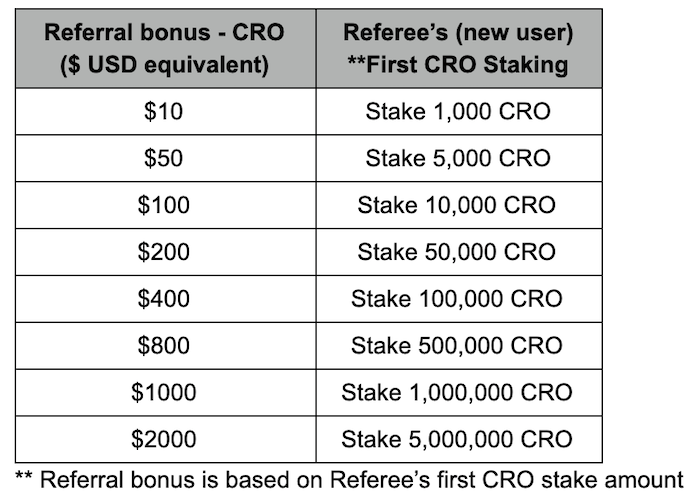 Referral bonus - CRO
($ USD equivalent)
Referee's (new user)
**First CRO Staking
$10 Stake 1,000 CRO
$50 Stake 5,000 CRO
$100 Stake 10,000 CRO
$200 Stake 50,000 CRO
$400 Stake 100,000 CRO
$800 Stake 500,000 CRO
$1000 Stake 1,000,000 CRO
$2000 Stake 5,000,000 CRO
** Referral bonus is based on Referee's first CRO stake amount